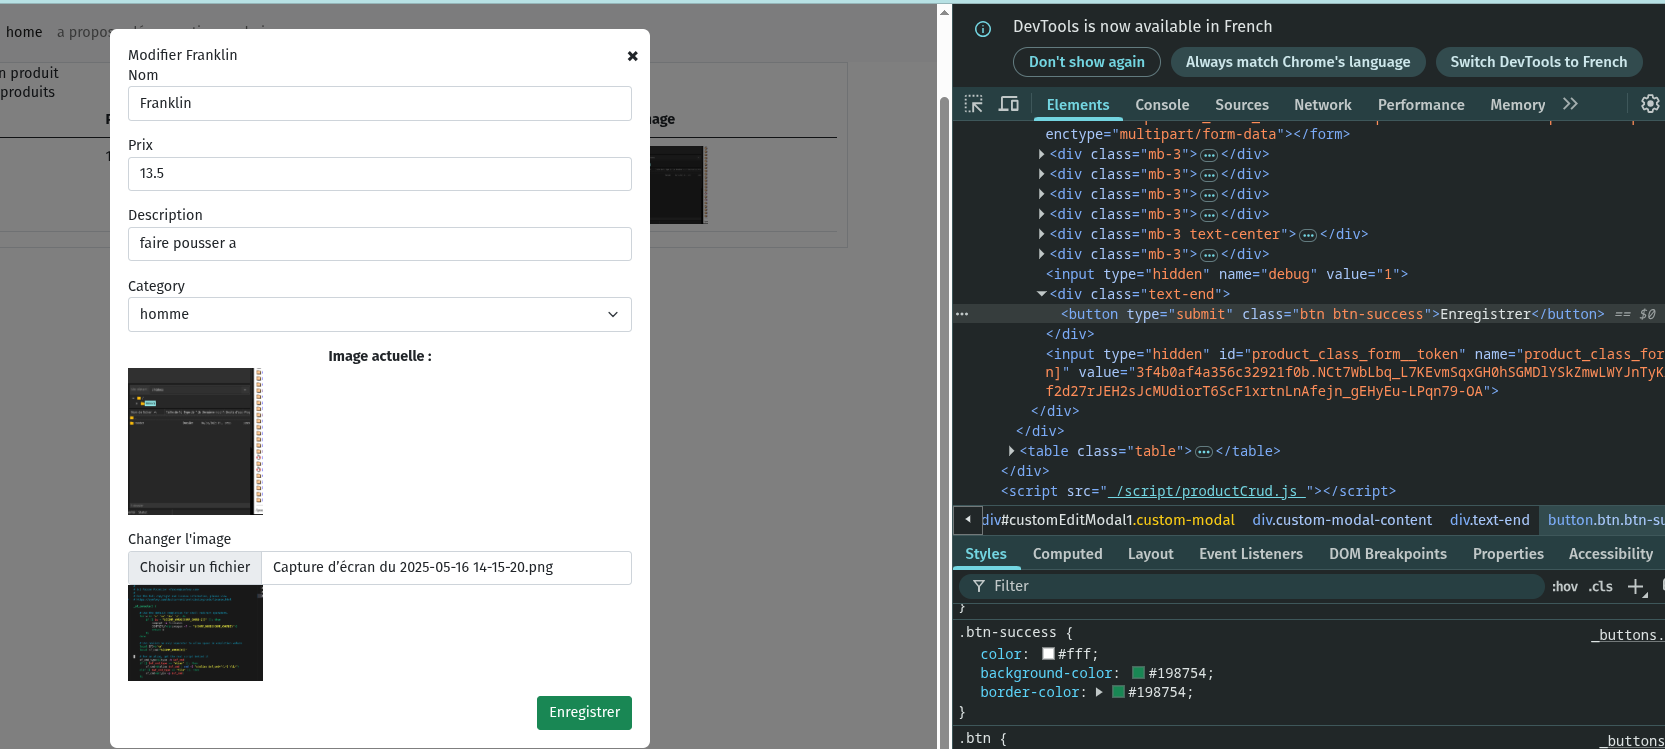 home
a propos
n produit
produits
P
age
1
Modifier Franklin
✖
Nom
Franklin
Prix
13.5
Description
faire pousser a
Category
homme
Image actuelle :
Changer l'image
Choisir un fichier
Capture d’écran du 2025-05-16 14-15-20.png
Enregistrer
DevTools is now available in French
Don't show again
Always match Chrome's language
Switch DevTools to French
Elements
Console
Sources
Network
Performance
Memory
enctype="multipart/form-data"></form>
<div class="mb-3">…</div>
<div class="mb-3">…</div>
<div class="mb-3">…</div>
<div class="mb-3">…</div>
<div class="mb-3 text-center">…</div>
<div class="mb-3">…</div>
<input type="hidden" name="debug" value="1">
<div class="text-end">
<button type="submit" class="btn btn-success">Enregistrer</button> == $0
</div>
<input type="hidden" id="product_class_form__token" name="product_class_for
n]" value="3f4b0af4a356c32921f0b.NCt7WbLbq_L7KEvmSqxGH0hSGMDlYSkZmwLWYJnTyK
f2d27rJEH2sJcMUdiorT6ScF1xrtnLnAfejn_gEHyEu-LPqn79-OA">
</div>
</div>
<table class="table">…</table>
</div>
<script src=" /script/productCrud.js "></script>
div#customEditModal1.custom-modal
div.custom-modal-content
div.text-end
button.btn.btn-su
Styles
Computed
Layout
Event Listeners
DOM Breakpoints
Properties
Accessibility
Filter
:hov
.cls
}
.btn-success {
_buttons.
color: #fff;
background-color: #198754;
border-color: #198754;
}
.btn {
_buttons